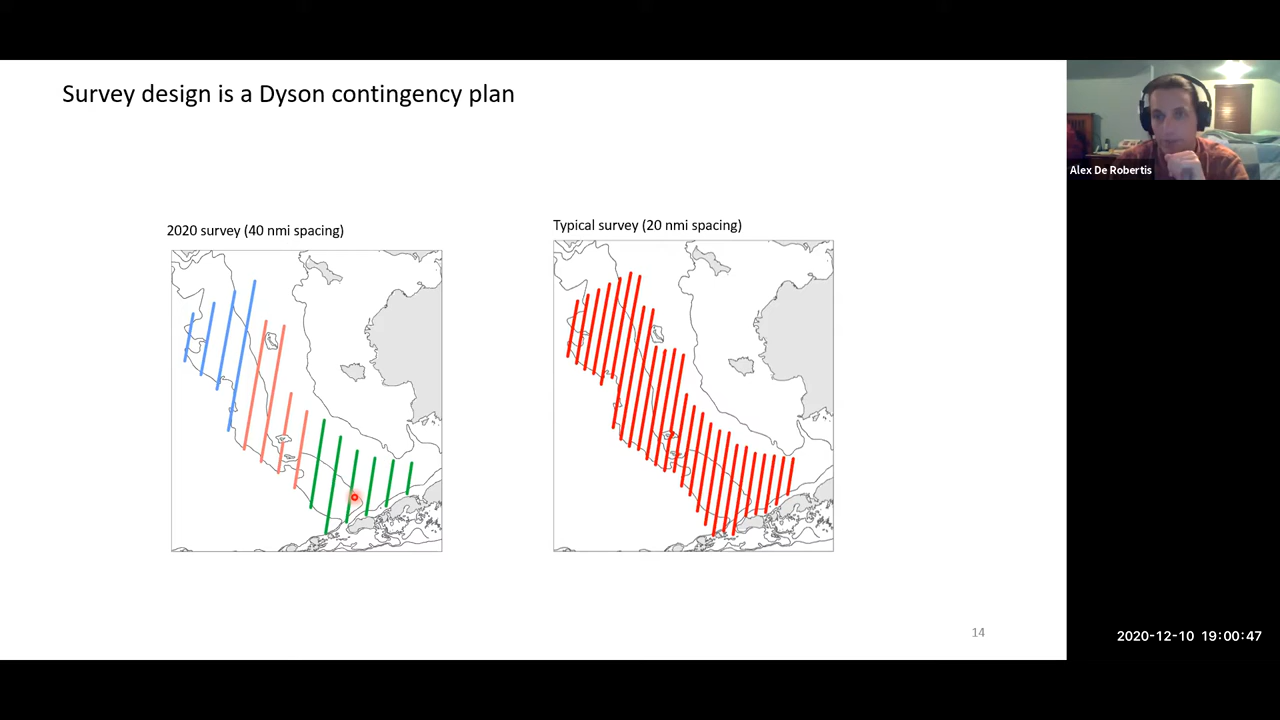 Survey design is a Dyson contingency plan
2020 survey (40 nmi spacing)
Typical survey (20 nmi spacing)
Alex De Robertis
14
2020-12-10 19:00:47